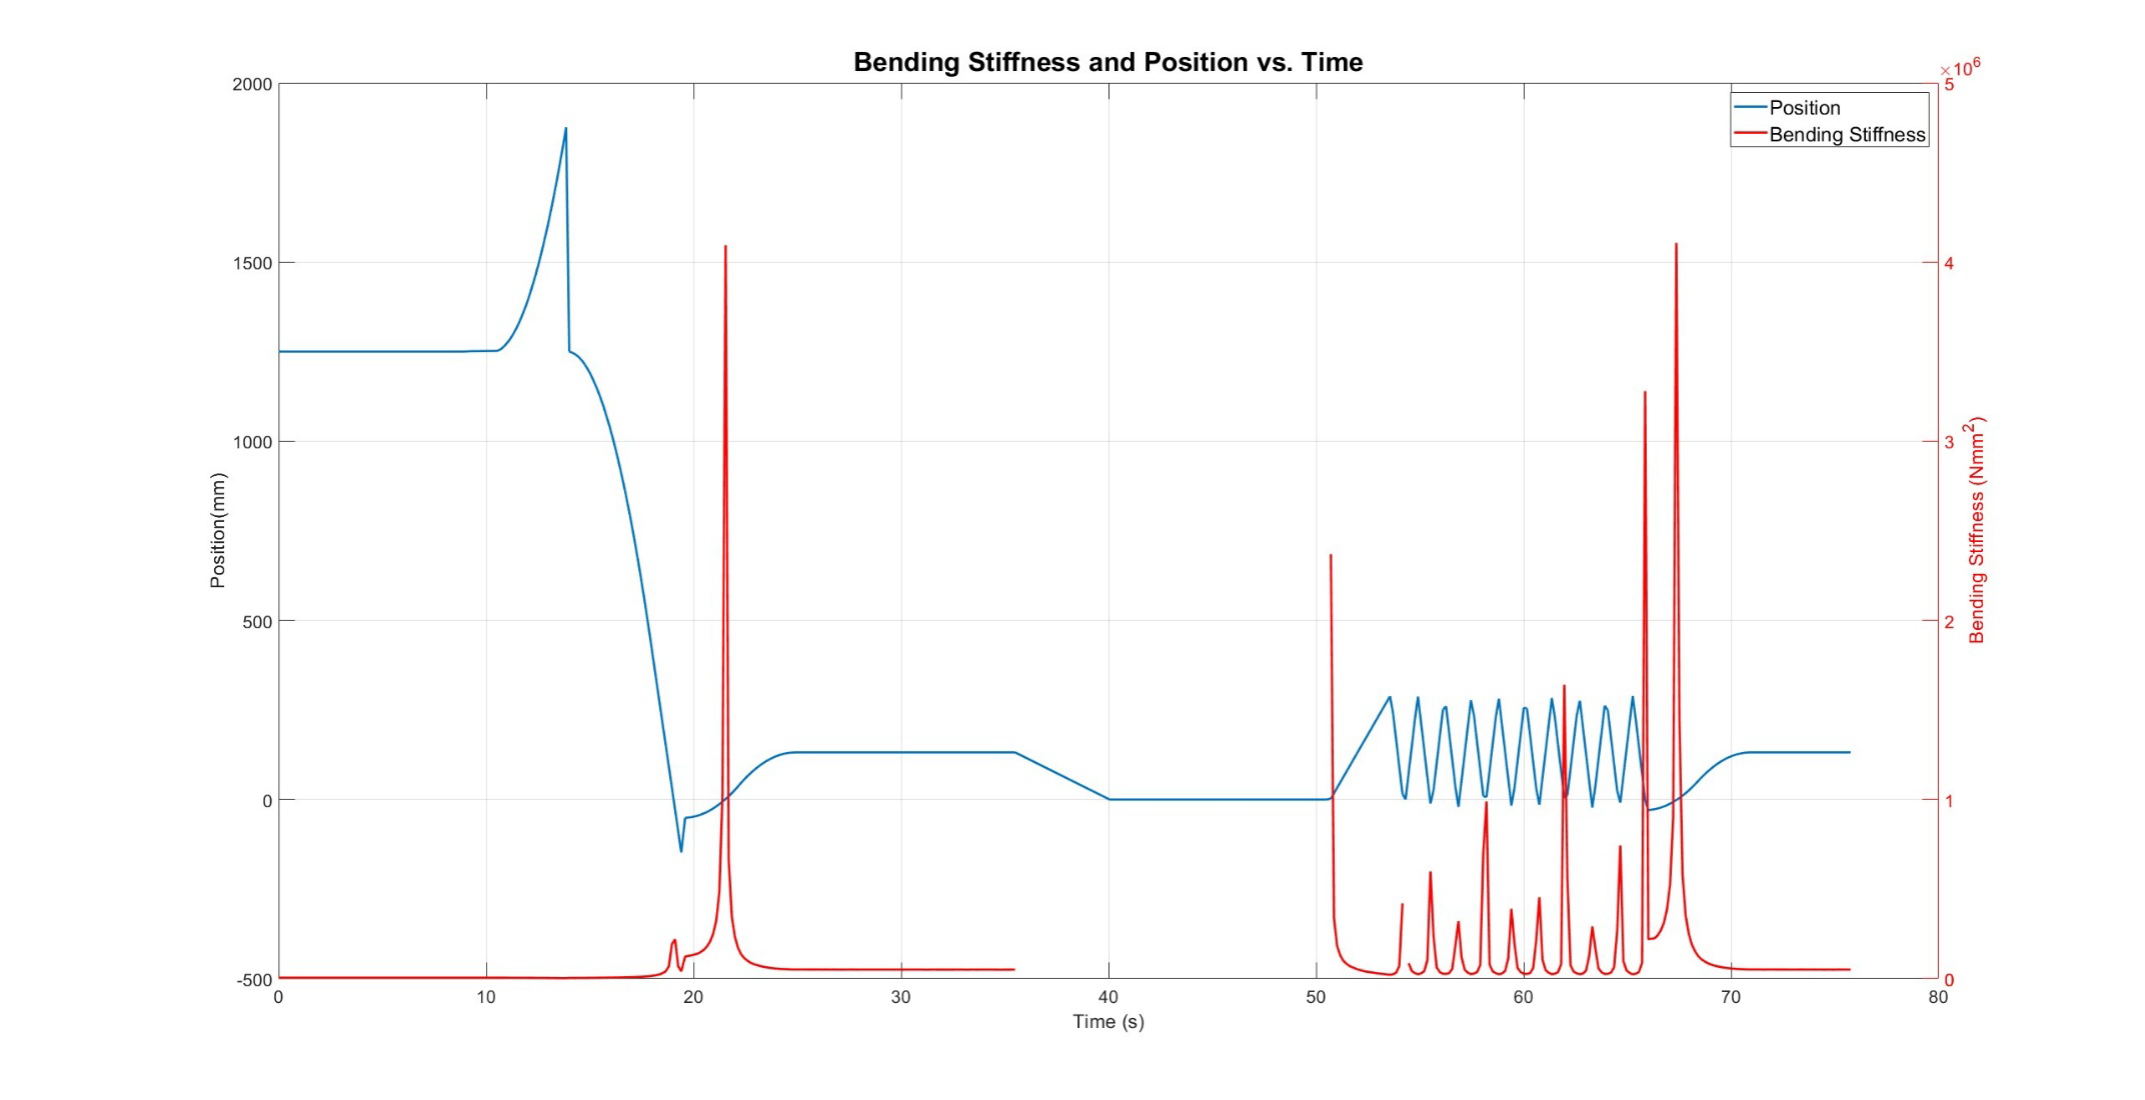 Bending Stiffness and Position vs. Time
×10⁶
2000
1500
1000
500
0
-500
Position(mm)
Position
Bending Stiffness
5
4
3
2
1
0
Bending Stiffness (Nmm²)
0 10 20 30 40 50 60 70 80
Time (s)